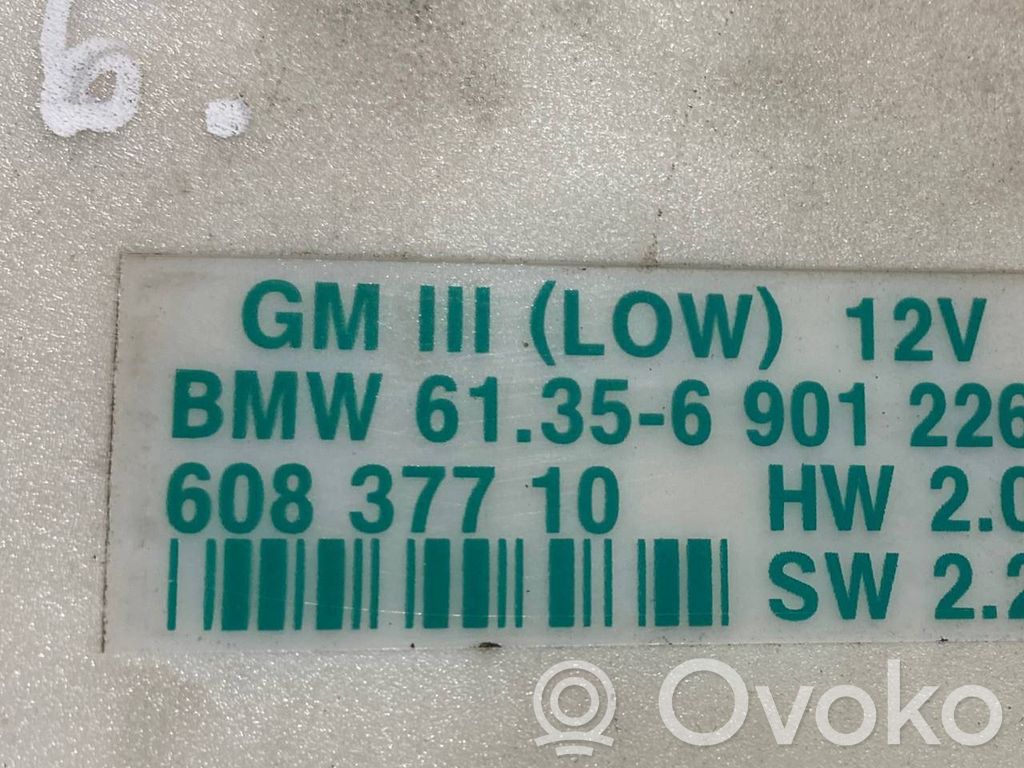 6.
GM III (LOW) 12V
BMW 61.35-6 901 226
608 377 10 HW 2.0
SW 2.2
Ovoko